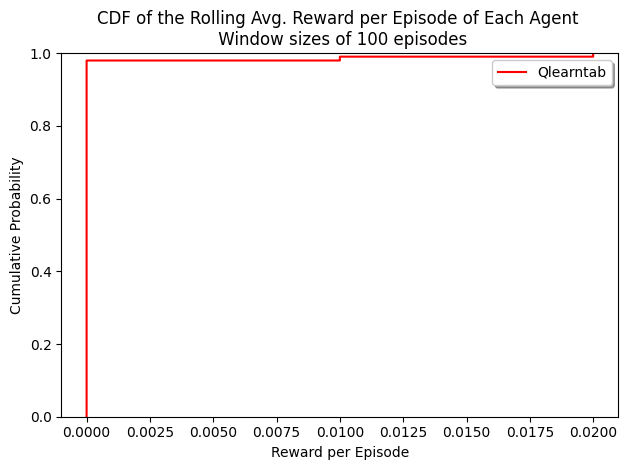 CDF of the Rolling Avg. Reward per Episode of Each Agent
Window sizes of 100 episodes
Qlearntab
Cumulative Probability
1.0
0.8
0.6
0.4
0.2
0.0
0.0000 0.0025 0.0050 0.0075 0.0100 0.0125 0.0150 0.0175 0.0200
Reward per Episode